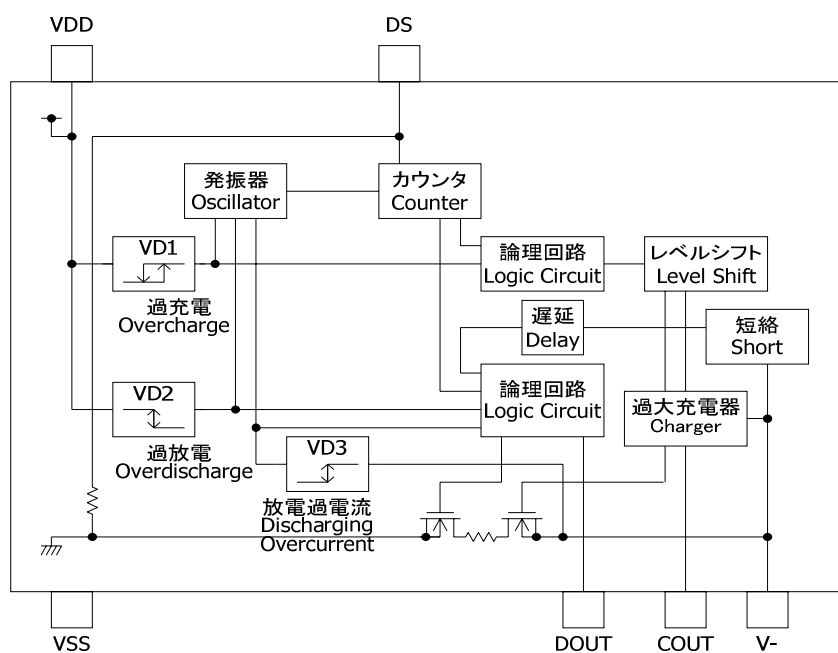 VDD
DS
発振器
Oscillator
カウンタ
Counter
VD1
過充電
Overcharge
論理回路
Logic Circuit
レベルシフト
Level Shift
遅延
Delay
短絡
Short
VD2
過放電
Overdischarge
論理回路
Logic Circuit
過大充電器
Charger
VD3
放電過電流
Discharging
Overcurrent
VSS
DOUT
COUT
V-